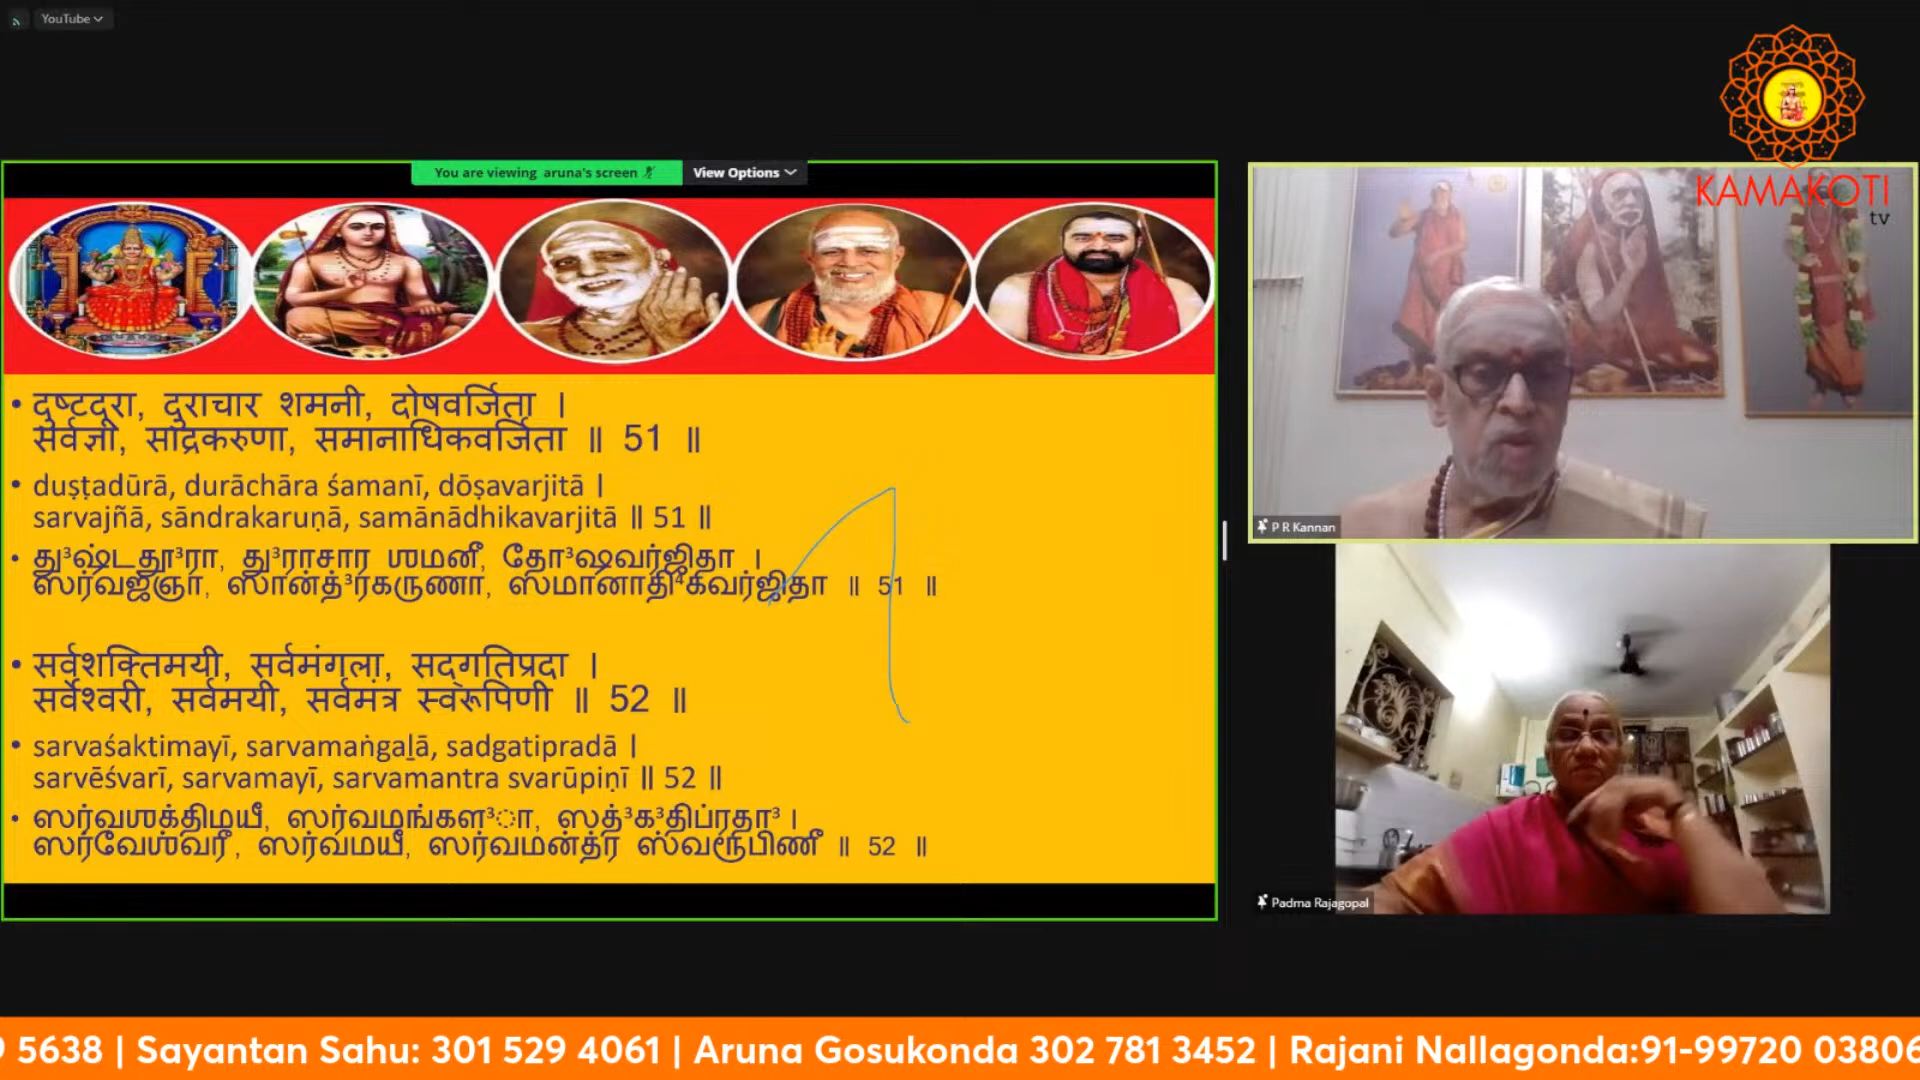 YouTube
You are viewing aruna's screen
View Options
KAMAKOTI
tv
• दुष्टदूरा, दुराचार शमनी, दोषवर्जिता |
सर्वज्ञा, सांद्रकरुणा, समानाधिकवर्जिता ‖ 51 ‖
• duṣṭadūrā, durāchāra śamanī, dōṣavarjitā |
sarvajñā, sāndrakaruṇā, samānādhikavarjitā ‖ 51 ‖
• து³ஷ்டதூ³ரா, து³ராசார ஶமனீ, தோ³ஷவர்ஜிதா |
ஸர்வஜ்ஞா, ஸான்த்³ரகருணா, ஸமானாதி⁴கவர்ஜிதா ‖ 51 ‖
• सर्वशक्तिमयी, सर्वमंगला, सद्गतिप्रदा |
सर्वेश्वरी, सर्वमयी, सर्वमंत्र स्वरूपिणी ‖ 52 ‖
• sarvaśaktimayī, sarvamaṅgaḻā, sadgatipradā |
sarvēśvarī, sarvamayī, sarvamantra svarūpiṇī ‖ 52 ‖
• ஸர்வஶக்திமயீ, ஸர்வமங்கள³ா, ஸத்³க³திப்ரதா³ |
ஸர்வேஶ்வரீ, ஸர்வமயீ, ஸர்வமன்த்ர ஸ்வரூபிணீ ‖ 52 ‖
P R Kannan
Padma Rajagopal
5638 | Sayantan Sahu: 301 529 4061 | Aruna Gosukonda 302 781 3452 | Rajani Nallagonda:91-99720 03806